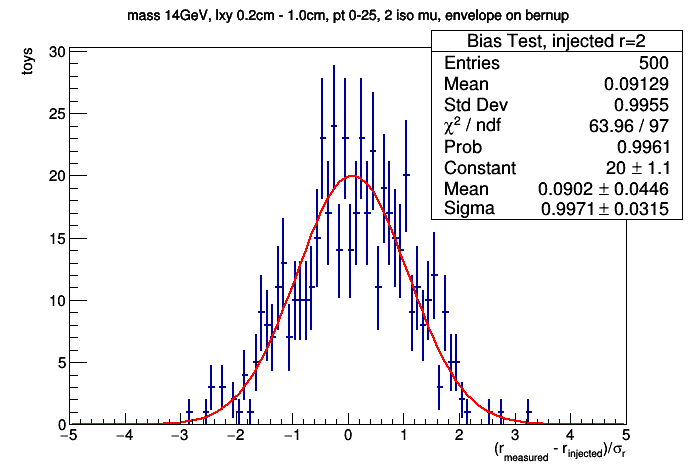 mass 14GeV, lxy 0.2cm - 1.0cm, pt 0-25, 2 iso mu, envelope on bernup
Bias Test, injected r=2
Entries 500
Mean 0.09129
Std Dev 0.9955
χ² / ndf 63.96 / 97
Prob 0.9961
Constant 20 ± 1.1
Mean 0.0902 ± 0.0446
Sigma 0.9971 ± 0.0315
toys
30
25
20
15
10
5
0
−5 −4 −3 −2 −1 0 1 2 3 4 5
(r_measured - r_injected)/σ_r